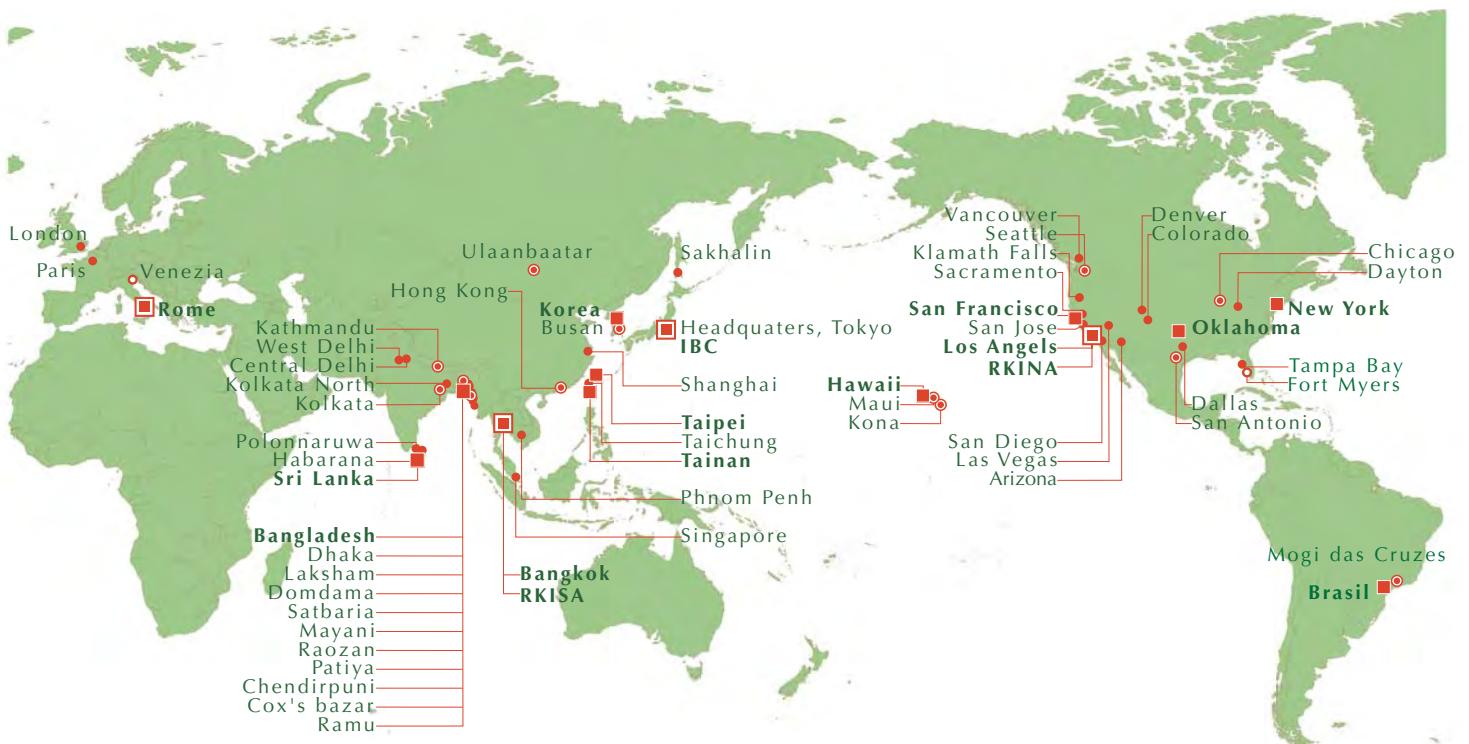 London
Paris
Venezia
Rome
Ulaanbaatar
Sakhalin
Hong Kong
Korea
Busan
Headquaters, Tokyo
IBC
Kathmandu
West Delhi
Central Delhi
Kolkata North
Kolkata
Shanghai
Taipei
Taichung
Tainan
Polonnaruwa
Habarana
Sri Lanka
Phnom Penh
Singapore
Bangladesh
Dhaka
Laksham
Domdama
Satbaria
Mayani
Raozan
Patiya
Chendirpuni
Cox's bazar
Ramu
Bangkok
RKISA
Vancouver
Seattle
Klamath Falls
Sacramento
San Francisco
San Jose
Los Angels
RKINA
Denver
Colorado
Chicago
Dayton
New York
Oklahoma
Hawaii
Maui
Kona
Tampa Bay
Fort Myers
Dallas
San Antonio
San Diego
Las Vegas
Arizona
Mogi das Cruzes
Brasil